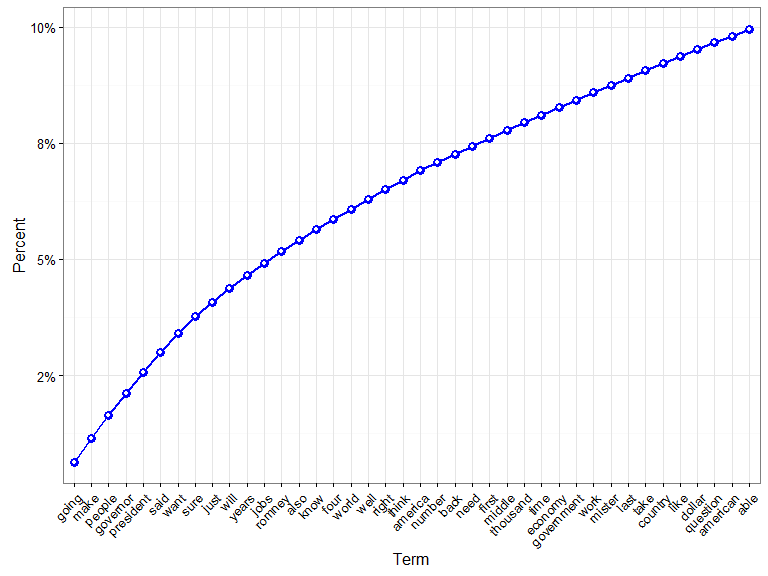 10%
8%
5%
2%
Percent
going
make
people
governor
president
said
want
sure
just
will
years
jobs
romney
also
know
four
world
well
right
think
america
number
back
need
first
middle
thousand
time
economy
government
work
mister
last
take
country
like
dollar
question
american
able
Term